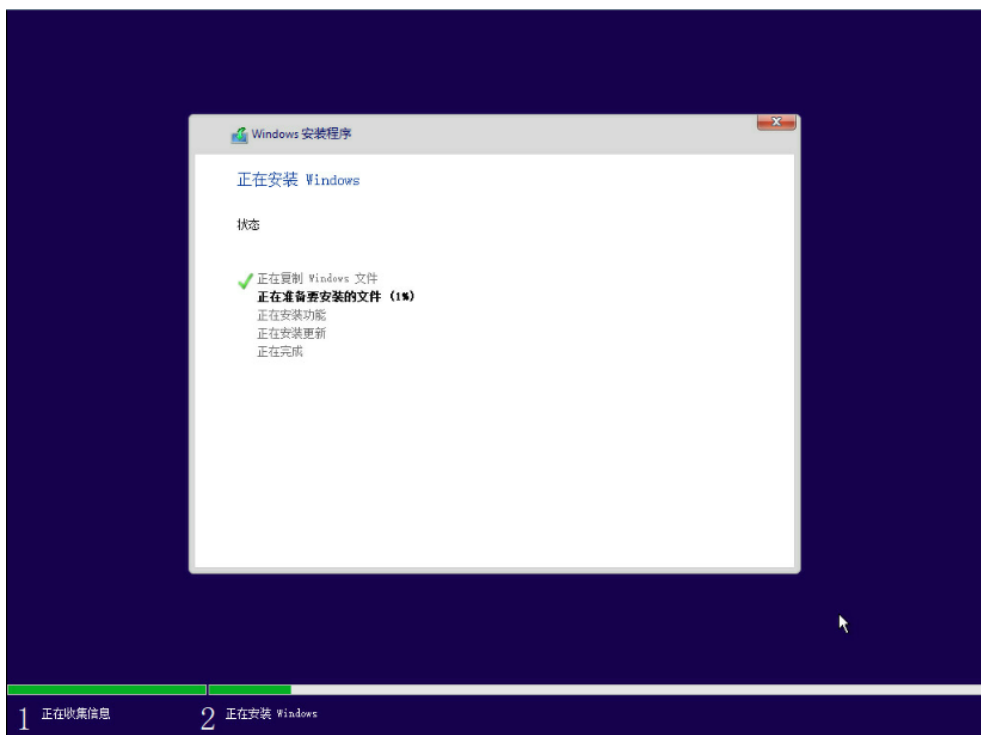 Windows 安装程序
正在安装 Windows
状态
正在复制 Windows 文件
正在准备要安装的文件 (1%)
正在安装功能
正在安装更新
正在完成
1 正在收集信息
2 正在安装 Windows